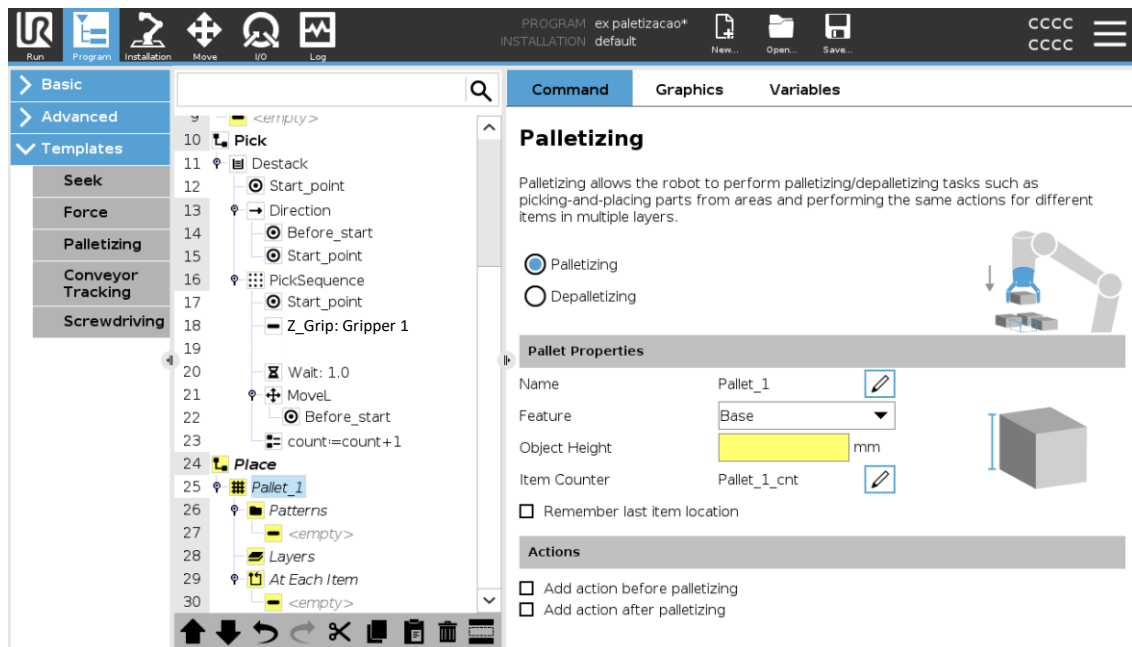 UR
PROGRAM ex paletizacao*
INSTALLATION default
Run Program Installation Move I/O Log New... Open... Save...
CCCC
CCCC
Basic
Advanced
Templates
Seek
Force
Palletizing
Conveyor
Tracking
Screwdriving
9 <empty>
10 Pick
11 Destack
12 Start_point
13 Direction
14 Before_start
15 Start_point
16 PickSequence
17 Start_point
18 Z_Grip: Gripper 1
19
20 Wait: 1.0
21 MoveL
22 Before_start
23 count:=count+1
24 Place
25 Pallet_1
26 Patterns
27 <empty>
28 Layers
29 At Each Item
30 <empty>
Command Graphics Variables
Palletizing
Palletizing allows the robot to perform palletizing/depalletizing tasks such as
picking-and-placing parts from areas and performing the same actions for different
items in multiple layers.
Palletizing
Depalletizing
Pallet Properties
Name Pallet_1
Feature Base
Object Height mm
Item Counter Pallet_1_cnt
Remember last item location
Actions
Add action before palletizing
Add action after palletizing